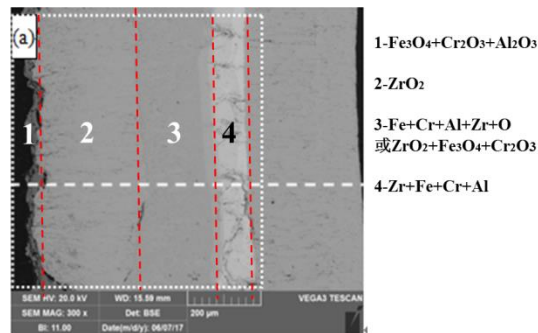 (a)
1 2 3 4
1-Fe₃O₄+Cr₂O₃+Al₂O₃
2-ZrO₂
3-Fe+Cr+Al+Zr+O
或ZrO₂+Fe₃O₄+Cr₂O₃
4-Zr+Fe+Cr+Al
SEM HV: 20.0 kV WD: 15.59 mm VEGA3 TESCAN
SEM MAG: 300 x Det: BSE 200 μm
BI: 11.00 Date(m/d/y): 06/07/17